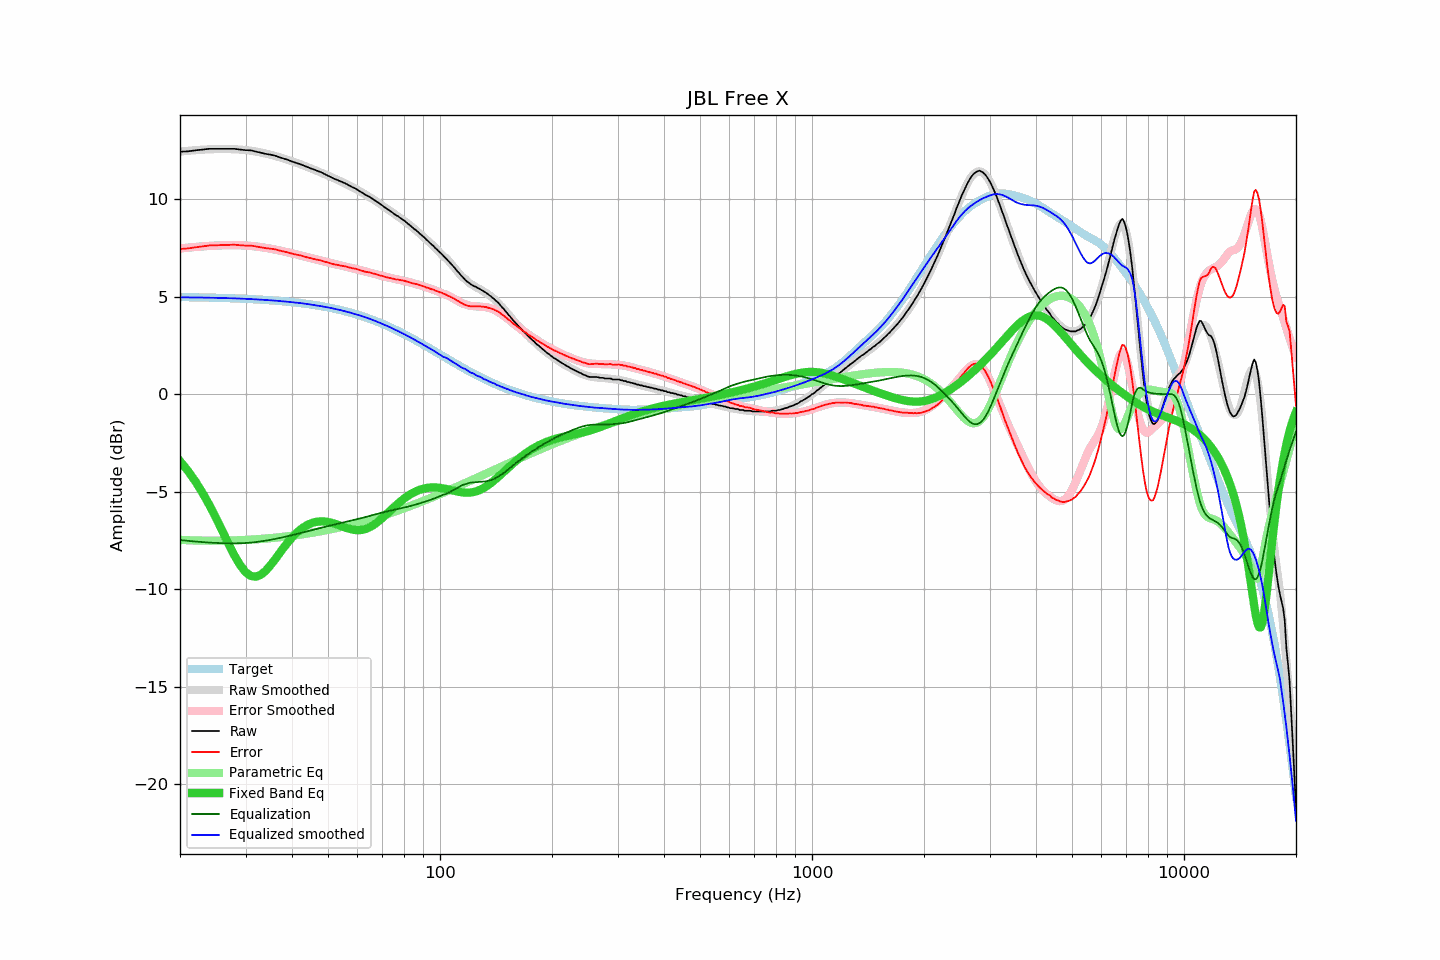 JBL Free X
10
5
0
−5
−10
−15
−20
Amplitude (dBr)
Target
Raw Smoothed
Error Smoothed
Raw
Error
Parametric Eq
Fixed Band Eq
Equalization
Equalized smoothed
100 1000 10000
Frequency (Hz)